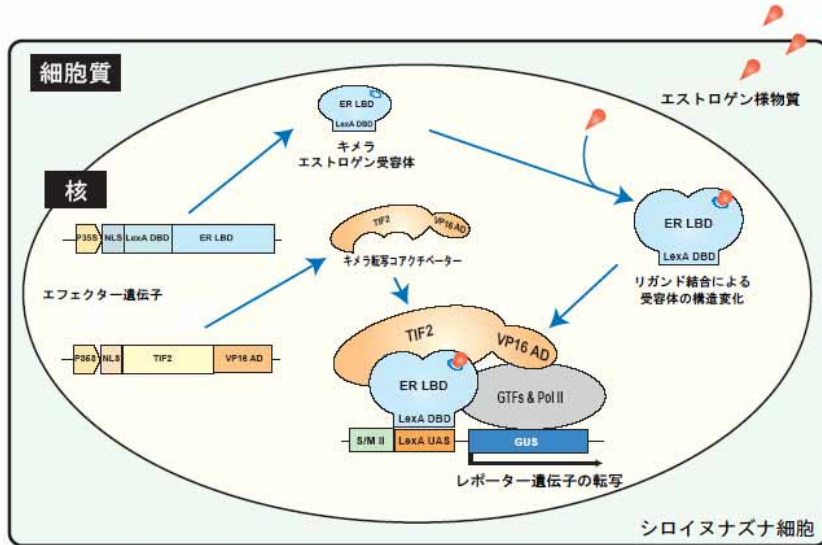 細胞質
エストロゲン様物質
ER LBD
LexA DBD
キメラ
エストロゲン受容体
核
P35S NLS LexA DBD ER LBD
TIF2 VP16 AD
キメラ転写コアクチベーター
ER LBD
LexA DBD
リガンド結合による
受容体の構造変化
エフェクター遺伝子
P35S NLS TIF2 VP16 AD
TIF2 VP16 AD
ER LBD
GTFs & Pol II
LexA DBD
S/M II LexA UAS GUS
レポーター遺伝子の転写
シロイヌナズナ細胞